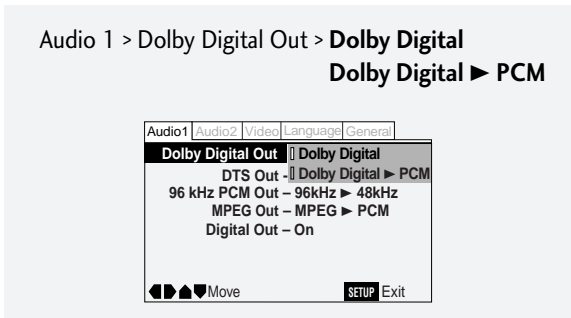 Audio 1 > Dolby Digital Out > Dolby Digital
Dolby Digital ► PCM
Audio1 Audio2 Video Language General
Dolby Digital Out ▯ Dolby Digital
DTS Out - ▯ Dolby Digital ► PCM
96 kHz PCM Out – 96kHz ► 48kHz
MPEG Out – MPEG ► PCM
Digital Out – On
Move SETUP Exit